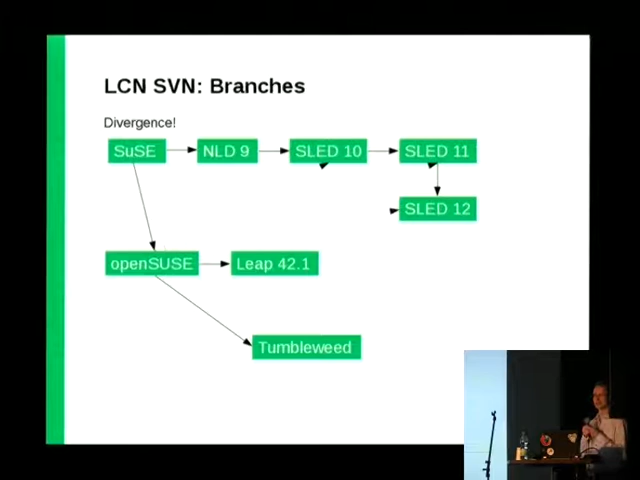 LCN SVN: Branches
Divergence!
SuSE
NLD 9
SLED 10
SLED 11
SLED 12
openSUSE
Leap 42.1
Tumbleweed